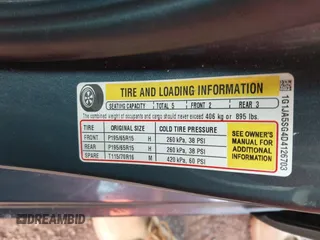 TIRE AND LOADING INFORMATION
SEATING CAPACITY TOTAL 5 FRONT 2 REAR 3
The combined weight of occupants and cargo should never exceed 406 kg or 895 lbs.
TIRE ORIGINAL SIZE COLD TIRE PRESSURE
FRONT P195/65R15 H 260 kPa, 38 PSI
REAR P195/65R15 H 260 kPa, 38 PSI
SPARE T115/70R16 M 420 kPa, 60 PSI
SEE OWNER'S
MANUAL FOR
ADDITIONAL
INFORMATION
1G1JA5SG4D4126703
DREAMBID